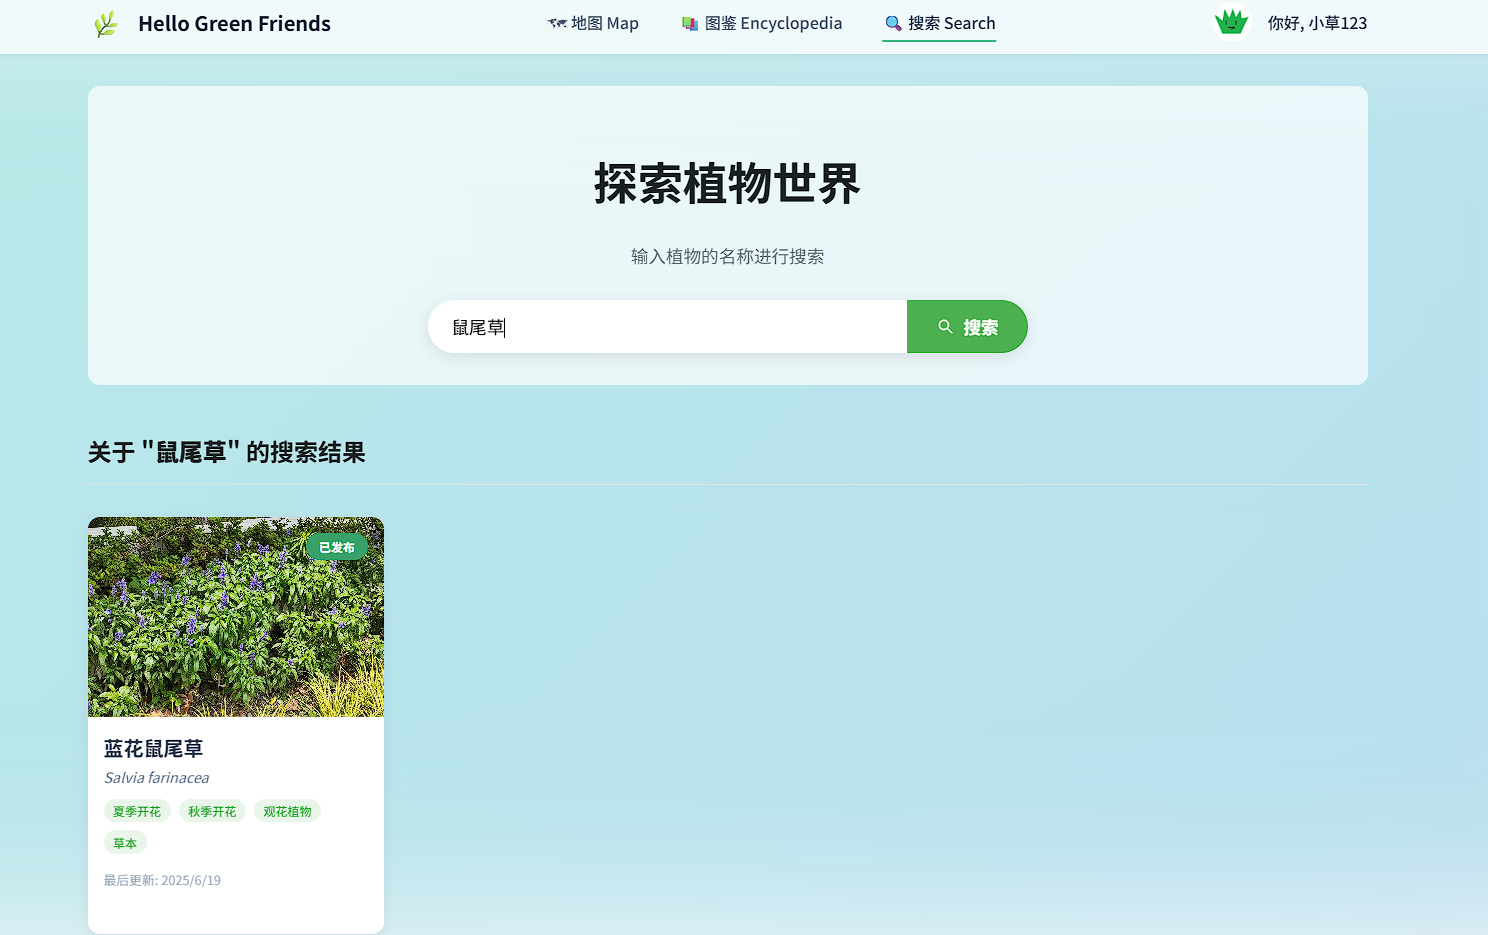 Hello Green Friends
地图 Map
图鉴 Encyclopedia
搜索 Search
你好, 小草123
探索植物世界
输入植物的名称进行搜索
鼠尾草
搜索
关于 "鼠尾草" 的搜索结果
已发布
蓝花鼠尾草
Salvia farinacea
夏季开花 秋季开花 观花植物
草本
最后更新: 2025/6/19